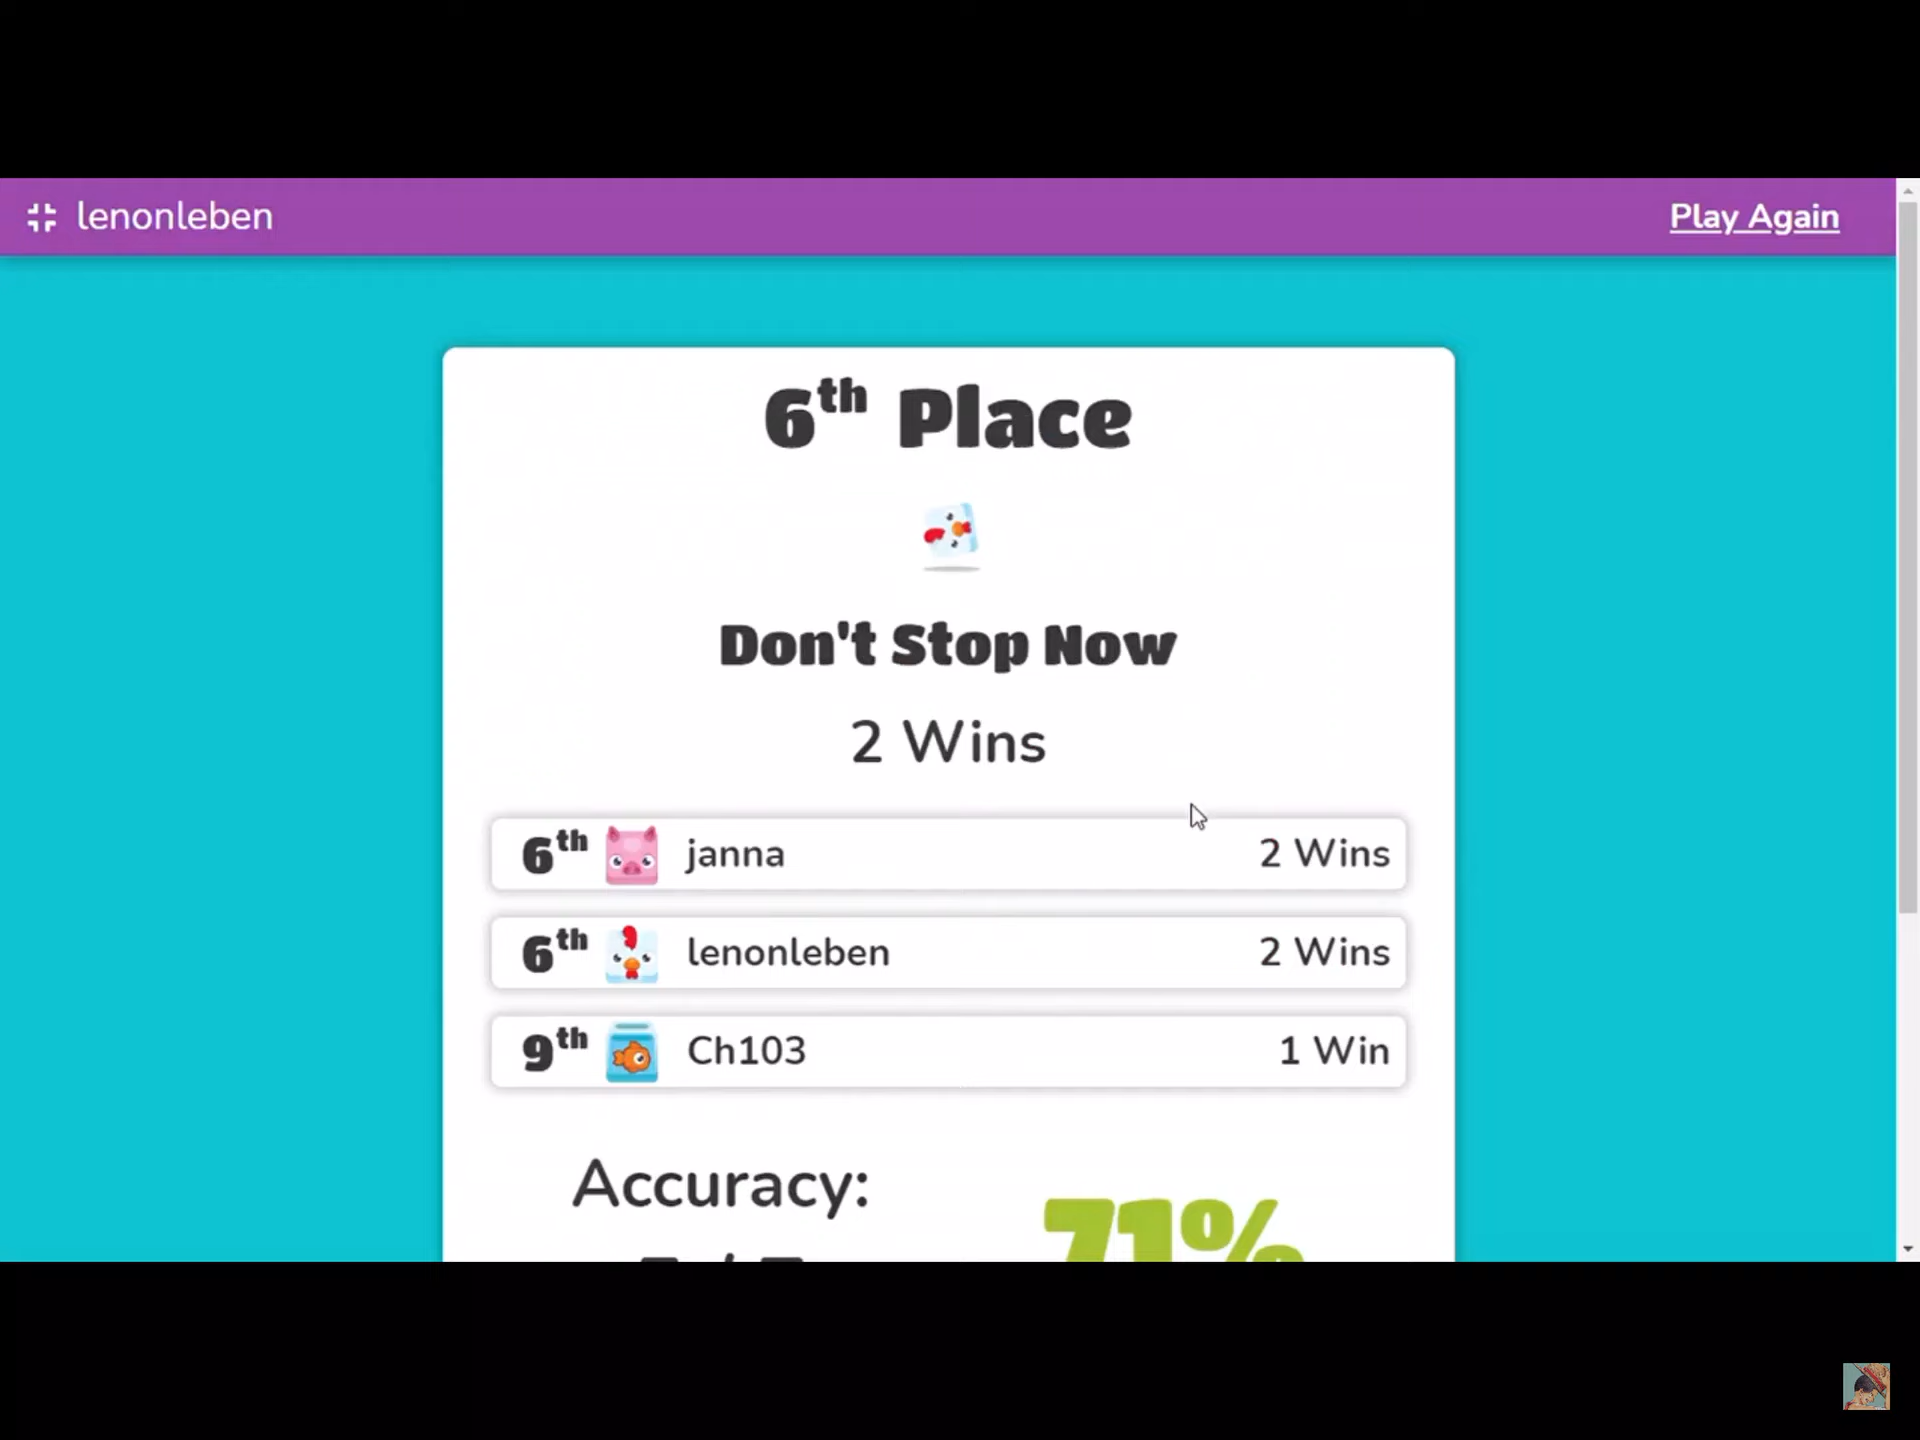 lenonleben
Play Again
6th Place
Don't Stop Now
2 Wins
6th janna 2 Wins
6th lenonleben 2 Wins
9th Ch103 1 Win
Accuracy:
71%